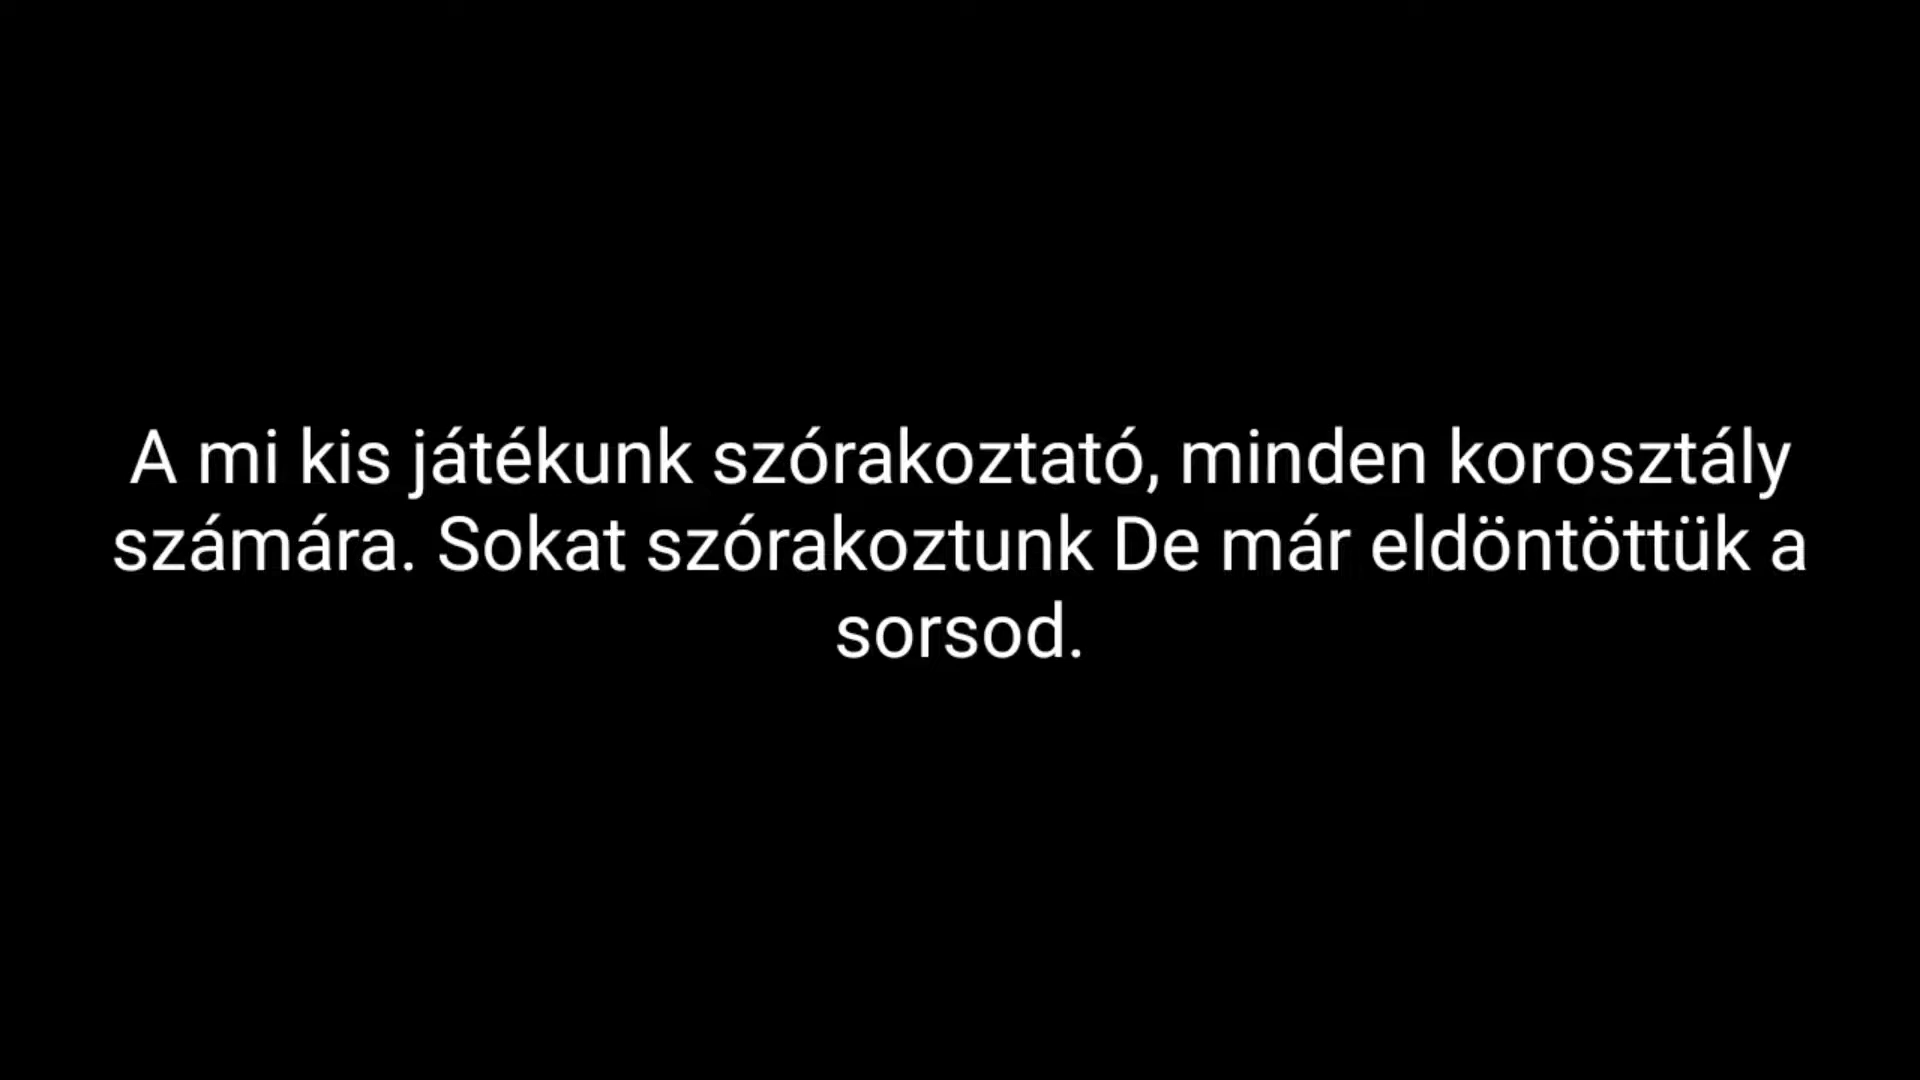 A mi kis játékunk szórakoztató, minden korosztály
számára. Sokat szórakoztunk De már eldöntöttük a
sorsod.